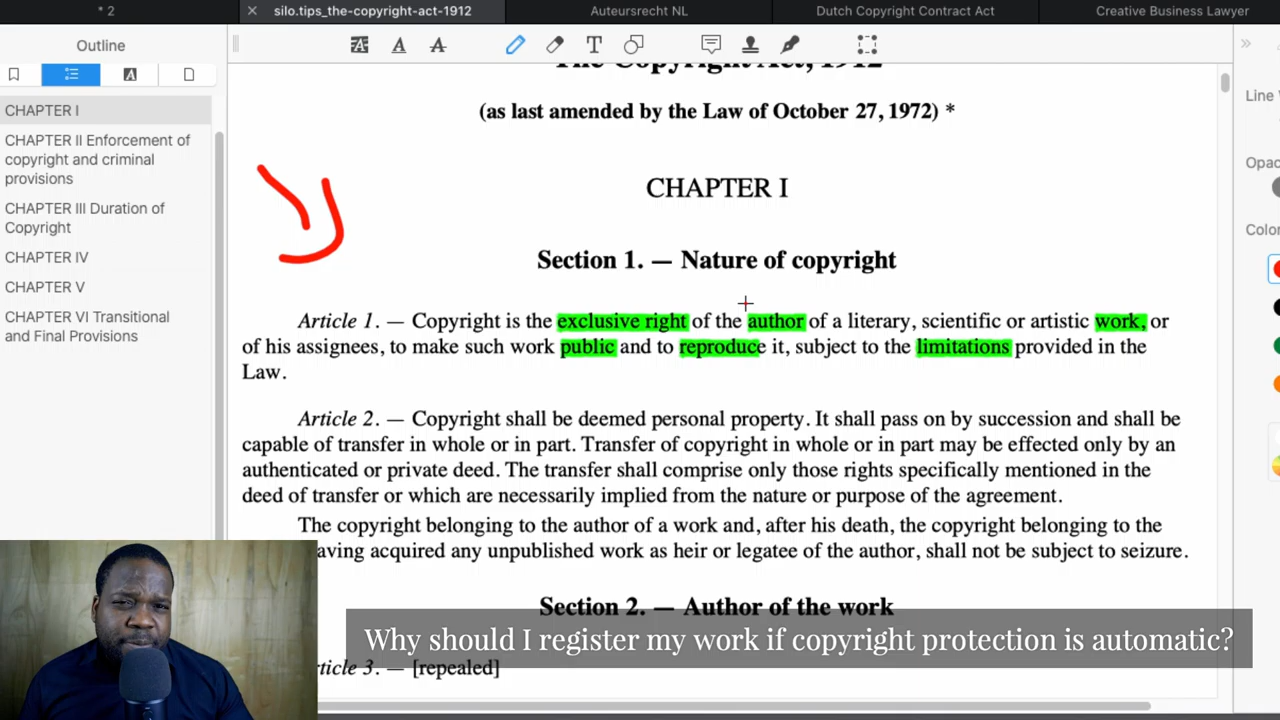 * 2
silo.tips_the-copyright-act-1912
Auteursrecht NL
Dutch Copyright Contract Act
Creative Business Lawyer
Outline
CHAPTER I
CHAPTER II Enforcement of
copyright and criminal
provisions
CHAPTER III Duration of
Copyright
CHAPTER IV
CHAPTER V
CHAPTER VI Transitional
and Final Provisions
The Copyright Act, 1912
(as last amended by the Law of October 27, 1972) *
CHAPTER I
Section 1. — Nature of copyright
Article 1. — Copyright is the exclusive right of the author of a literary, scientific or artistic work, or
of his assignees, to make such work public and to reproduce it, subject to the limitations provided in the
Law.
Article 2. — Copyright shall be deemed personal property. It shall pass on by succession and shall be
capable of transfer in whole or in part. Transfer of copyright in whole or in part may be effected only by an
authenticated or private deed. The transfer shall comprise only those rights specifically mentioned in the
deed of transfer or which are necessarily implied from the nature or purpose of the agreement.
The copyright belonging to the author of a work and, after his death, the copyright belonging to the
aving acquired any unpublished work as heir or legatee of the author, shall not be subject to seizure.
Section 2. — Author of the work
Why should I register my work if copyright protection is automatic?
rticle 3. — [repealed]
Line
Opac
Color